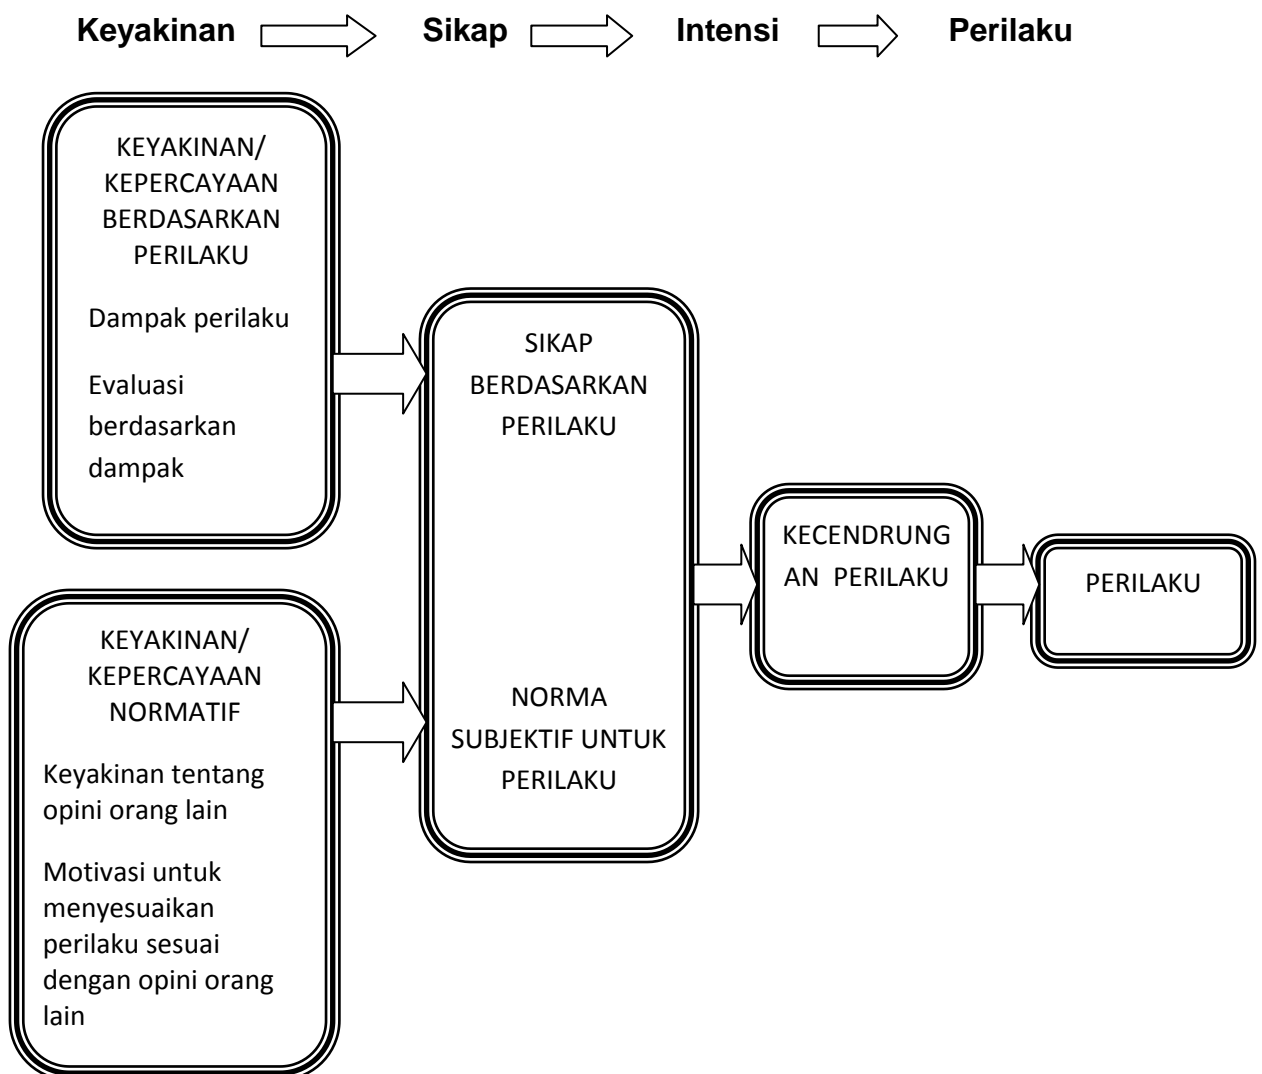 Keyakinan Sikap Intensi Perilaku
KEYAKINAN/
KEPERCAYAAN
BERDASARKAN
PERILAKU
Dampak perilaku
Evaluasi
berdasarkan
dampak
KEYAKINAN/
KEPERCAYAAN
NORMATIF
Keyakinan tentang
opini orang lain
Motivasi untuk
menyesuaikan
perilaku sesuai
dengan opini orang
lain
SIKAP
BERDASARKAN
PERILAKU
NORMA
SUBJEKTIF UNTUK
PERILAKU
KECENDRUNG
AN PERILAKU
PERILAKU